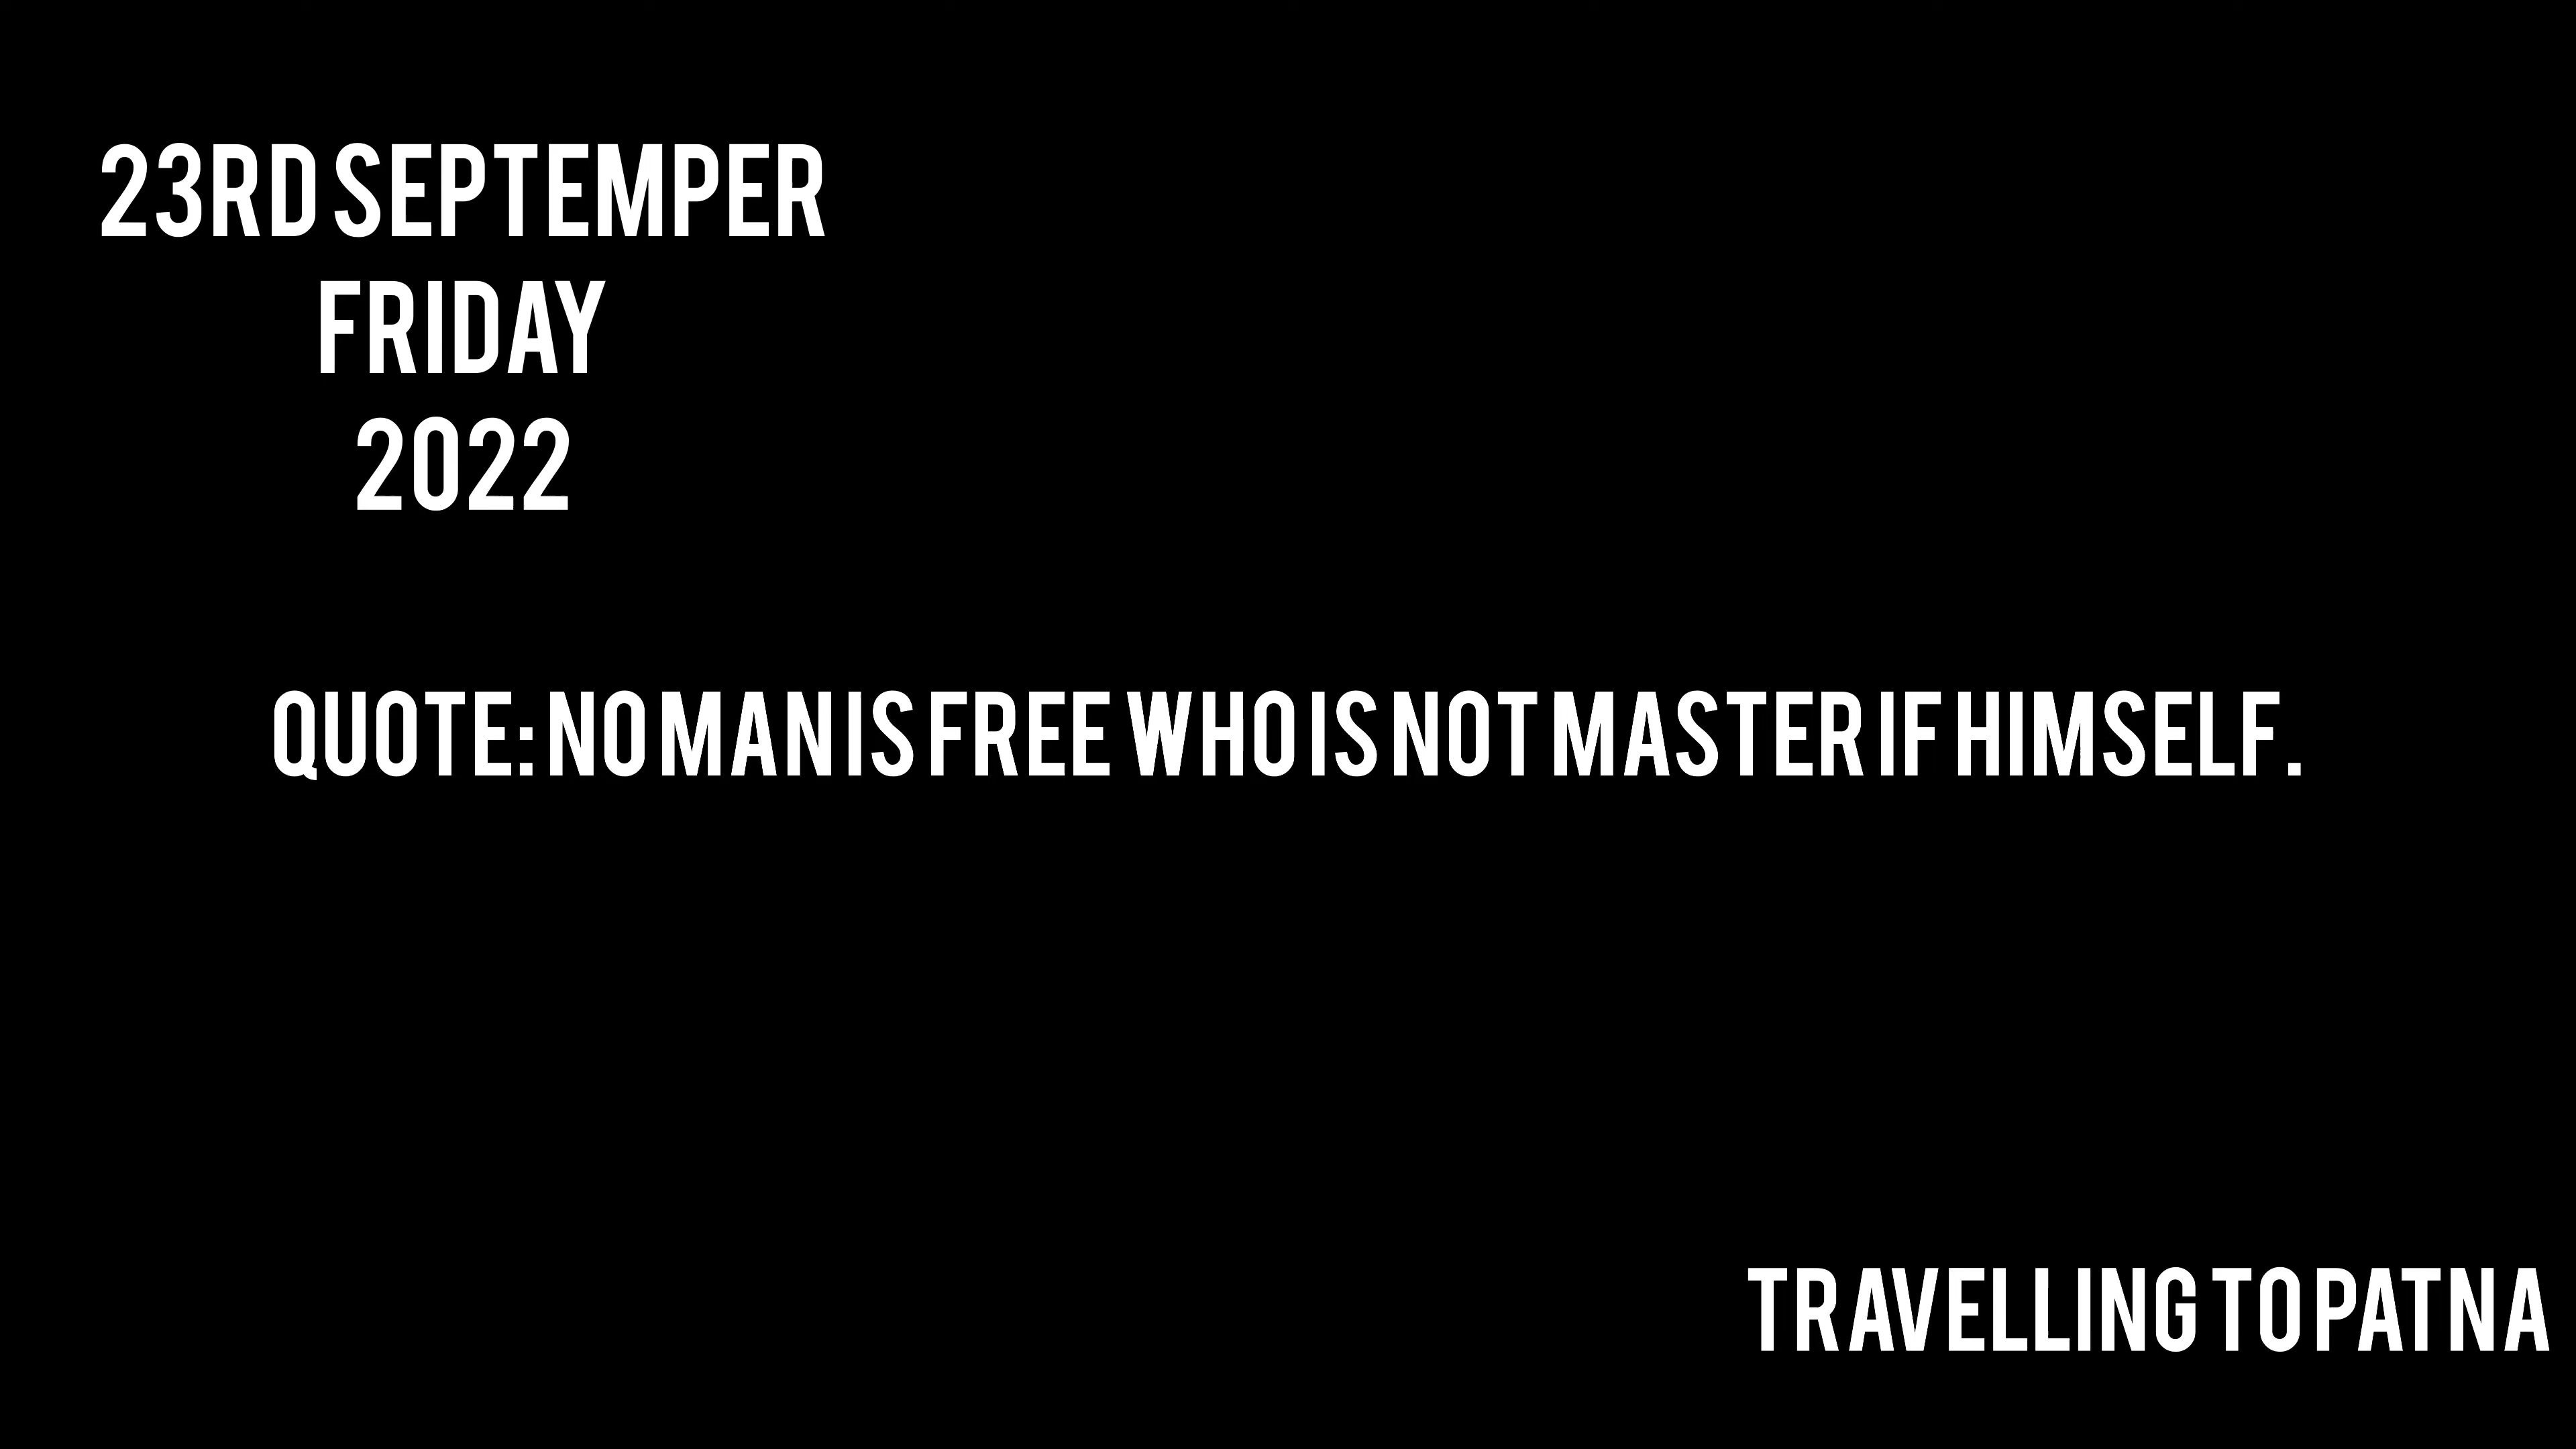 23RD SEPTEMPER
FRIDAY
2022
QUOTE: NO MAN IS FREE WHO IS NOT MASTER IF HIMSELF.
TRAVELLING TO PATNA